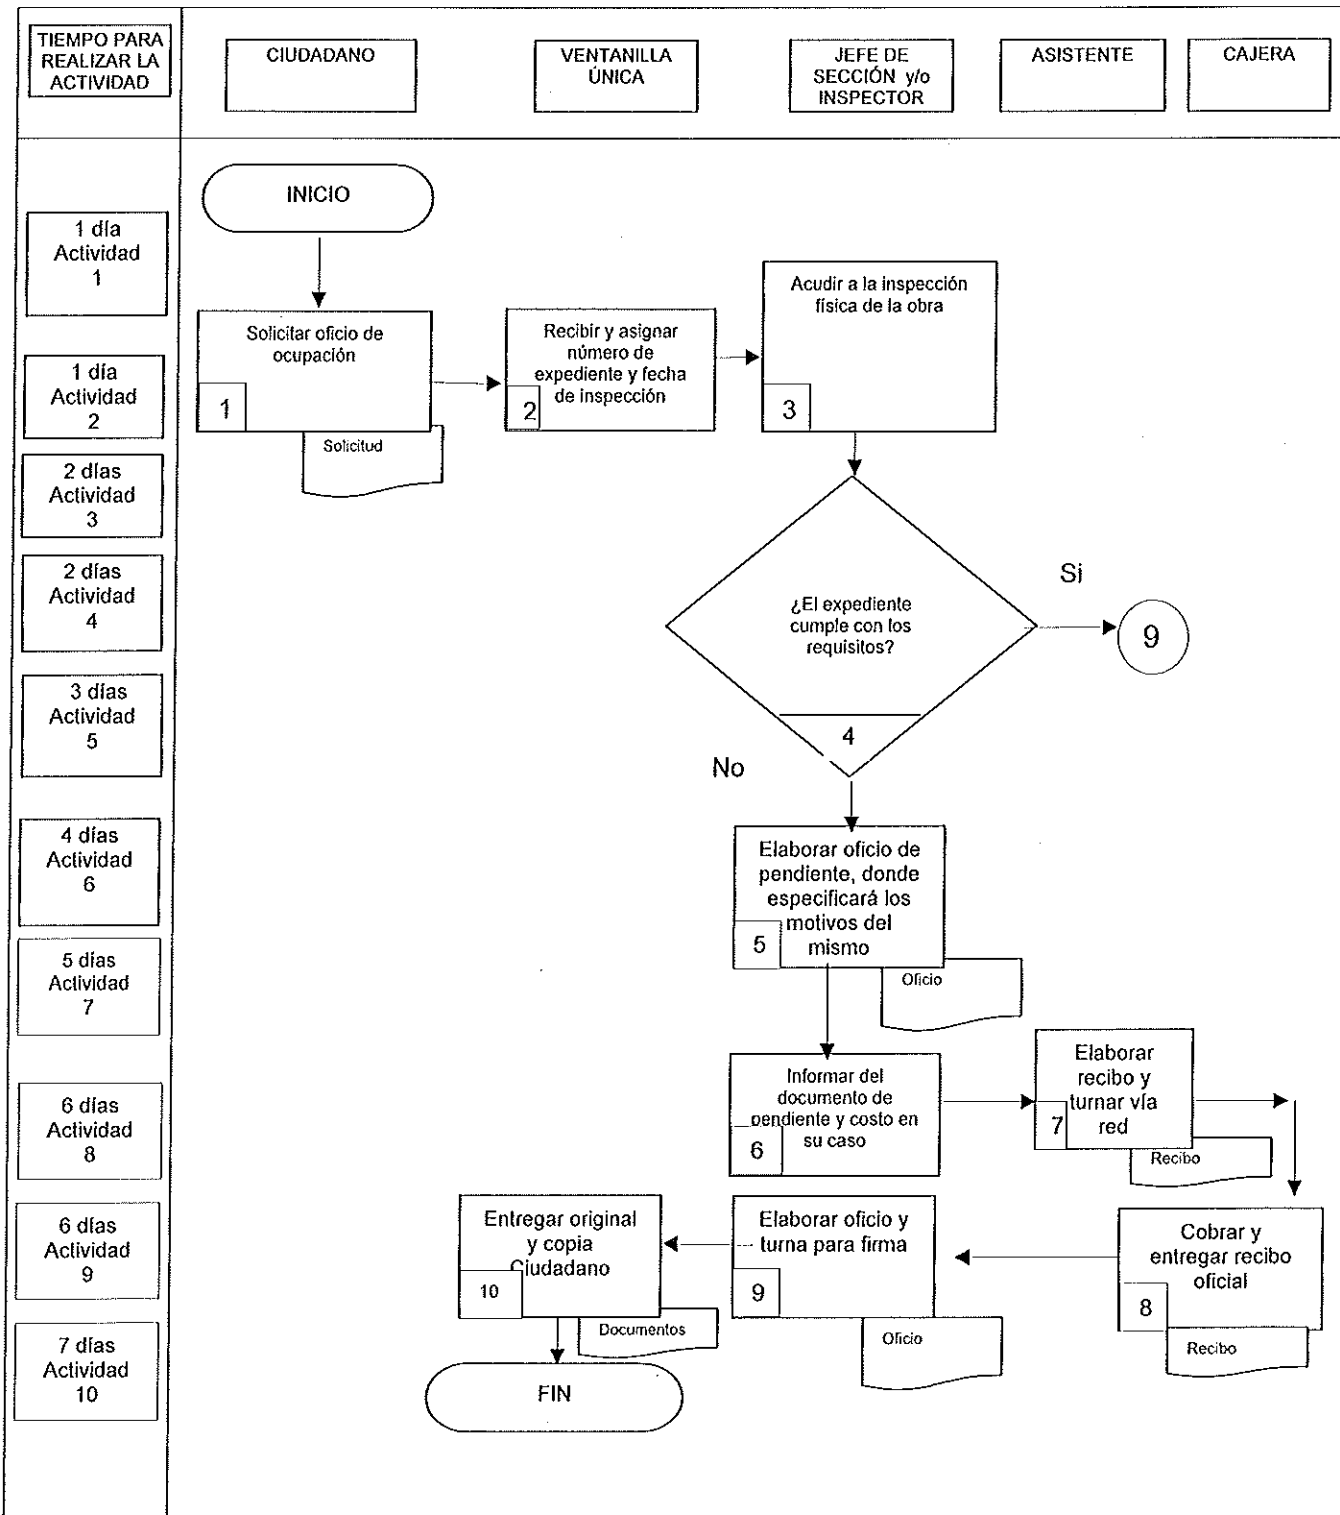 TIEMPO PARA
REALIZAR LA
ACTIVIDAD
CIUDADANO
VENTANILLA
ÚNICA
JEFE DE
SECCIÓN y/o
INSPECTOR
ASISTENTE
CAJERA
1 día
Actividad
1
1 día
Actividad
2
2 días
Actividad
3
2 días
Actividad
4
3 días
Actividad
5
4 días
Actividad
6
5 días
Actividad
7
6 días
Actividad
8
6 días
Actividad
9
7 días
Actividad
10
INICIO
Solicitar oficio de
ocupación
1
Solicitud
Recibir y asignar
número de
expediente y fecha
de inspección
2
Acudir a la inspección
física de la obra
3
¿El expediente
cumple con los
requisitos?
4
Si
9
No
Elaborar oficio de
pendiente, donde
especificará los
motivos del
mismo
5
Oficio
Informar del
documento de
pendiente y costo en
su caso
6
Elaborar
recibo y
turnar vía
red
7
Recibo
Cobrar y
entregar recibo
oficial
8
Recibo
Elaborar oficio y
turna para firma
9
Oficio
Entregar original
y copia
Ciudadano
10
Documentos
FIN